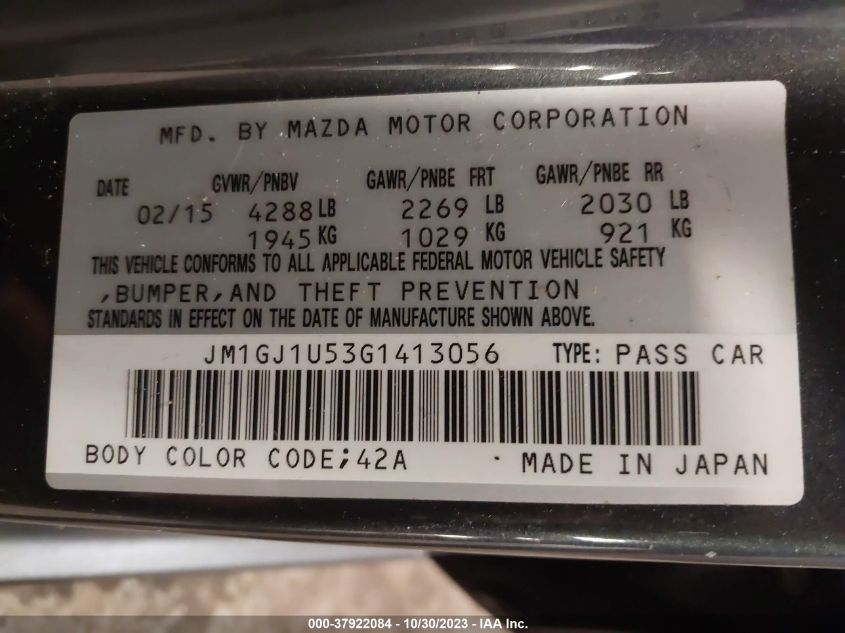 MFD. BY MAZDA MOTOR CORPORATION
DATE GVWR/PNBV GAWR/PNBE FRT GAWR/PNBE RR
02/15 4288 LB 2269 LB 2030 LB
1945 KG 1029 KG 921 KG
THIS VEHICLE CONFORMS TO ALL APPLICABLE FEDERAL MOTOR VEHICLE SAFETY
,BUMPER,AND THEFT PREVENTION
STANDARDS IN EFFECT ON THE DATE OF MANUFACTURE SHOWN ABOVE.
JM1GJ1U53G1413056 TYPE: PASS CAR
BODY COLOR CODE;42A MADE IN JAPAN
000-37922084 - 10/30/2023 - IAA Inc.